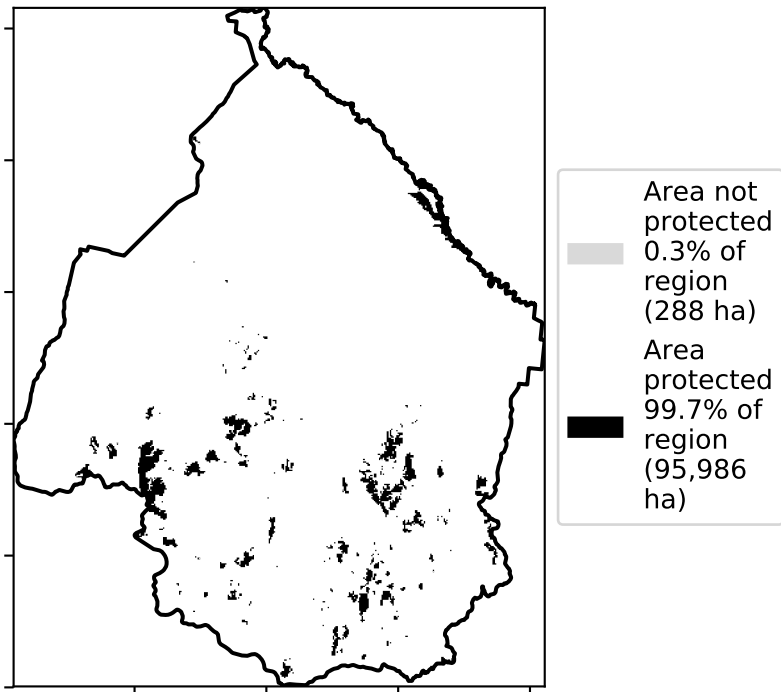 Area not
protected
0.3% of
region
(288 ha)
Area
protected
99.7% of
region
(95,986
ha)